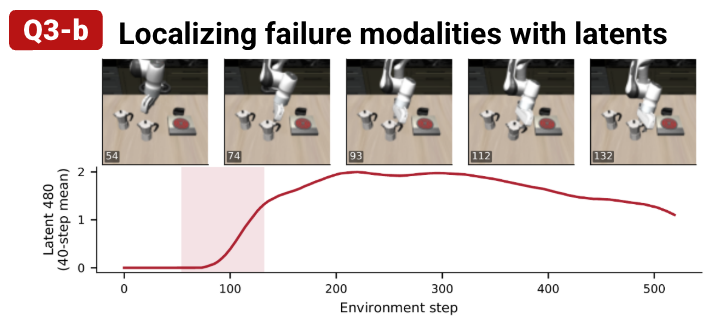 Q3-b Localizing failure modalities with latents
54 74 93 112 132
Latent 480
(40-step mean)
2
1
0
0 100 200 300 400 500
Environment step